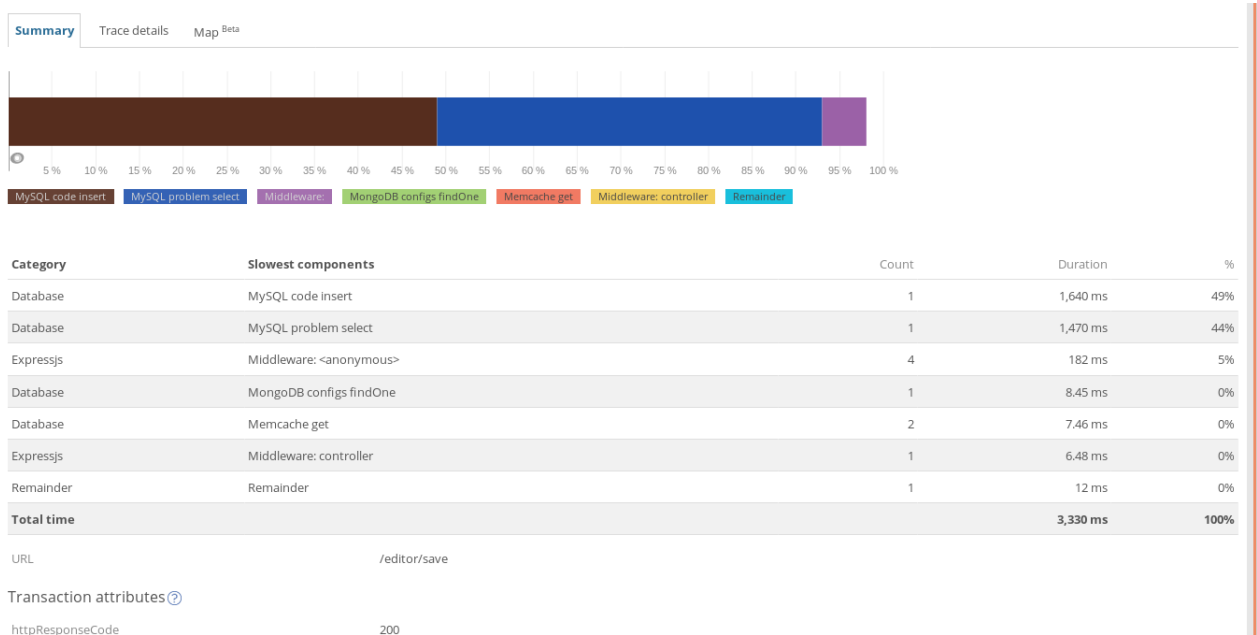 Summary Trace details Map Beta
5 % 10 % 15 % 20 % 25 % 30 % 35 % 40 % 45 % 50 % 55 % 60 % 65 % 70 % 75 % 80 % 85 % 90 % 95 % 100 %
MySQL code insert MySQL problem select Middleware: MongoDB configs findOne Memcache get Middleware: controller Remainder
Category Slowest components Count Duration %
Database MySQL code insert 1 1,640 ms 49%
Database MySQL problem select 1 1,470 ms 44%
Expressjs Middleware: <anonymous> 4 182 ms 5%
Database MongoDB configs findOne 1 8.45 ms 0%
Database Memcache get 2 7.46 ms 0%
Expressjs Middleware: controller 1 6.48 ms 0%
Remainder Remainder 1 12 ms 0%
Total time 3,330 ms 100%
URL /editor/save
Transaction attributes ?
httpResponseCode 200